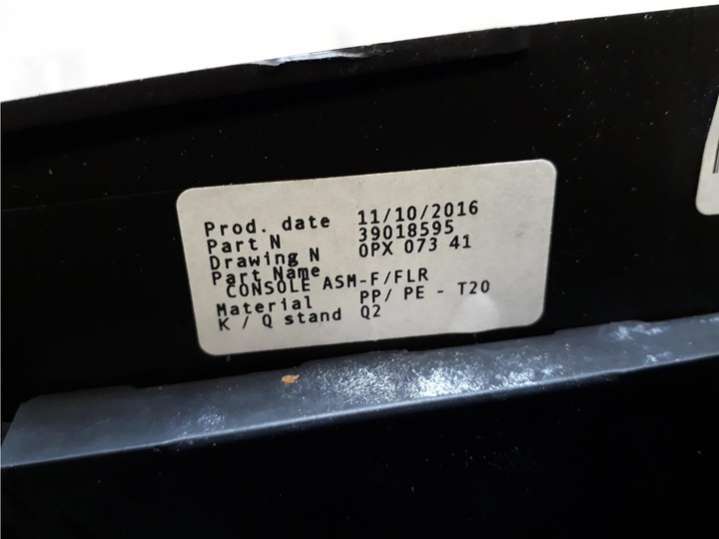 Prod. date 11/10/2016
Part N 39018595
Drawing N 0PX 073 41
Part Name
CONSOLE ASM-F/FLR
Material PP/ PE - T20
K / Q stand Q2